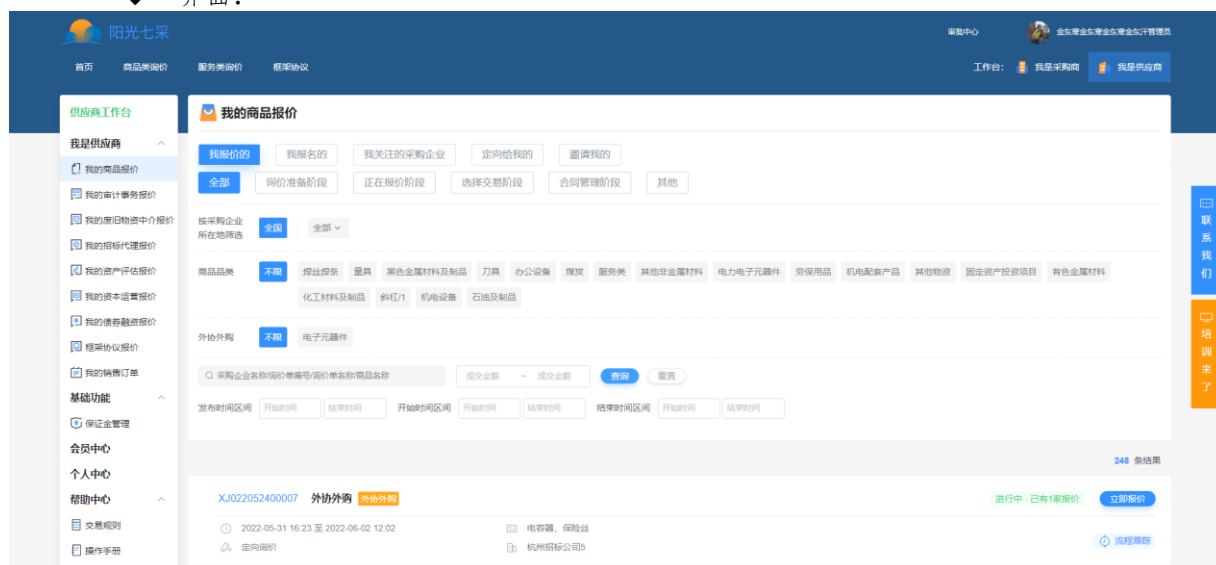 界面：
阳光七采
审批中心
金东寒金东寒金东寒金东汗管理员
首页 商品类询价 服务类询价 框架协议
工作台： 我是采购商 我是供应商
供应商工作台
我是供应商
我的商品报价
我的审计事务报价
我的废旧物资中介报价
我的招标代理报价
我的资产评估报价
我的资本运营报价
我的债券融资报价
框架协议报价
我的销售订单
基础功能
保证金管理
会员中心
个人中心
帮助中心
交易规则
操作手册
我的商品报价
我报价的 我报名的 我关注的采购企业 定向给我的 邀请我的
全部 询价准备阶段 正在报价阶段 选择交易阶段 合同管理阶段 其他
按采购企业
所在地筛选
全国 全部
商品品类 不限 焊丝焊条 量具 黑色金属材料及制品 刀具 办公设备 煤炭 服务类 其他非金属材料 电力电子元器件 劳保用品 机电配套产品 其他物资 固定资产投资项目 有色金属材料
化工材料及制品 斜杠/1 机电设备 石油及制品
外协外购 不限 电子元器件
采购企业名称/询价单编号/询价单名称/商品名称 成交金额 ~ 成交金额 查询 重置
发布时间区间 开始时间 结束时间 开始时间区间 开始时间 结束时间 结束时间区间 开始时间 结束时间
248 条结果
XJ022052400007 外协外购 外协外购
进行中 · 已有1家报价 立即报价
2022-05-31 16:23 至 2022-06-02 12:02 电容器、保险丝
定向询价 杭州招标公司5
流程跟踪
联系我们
培训来了